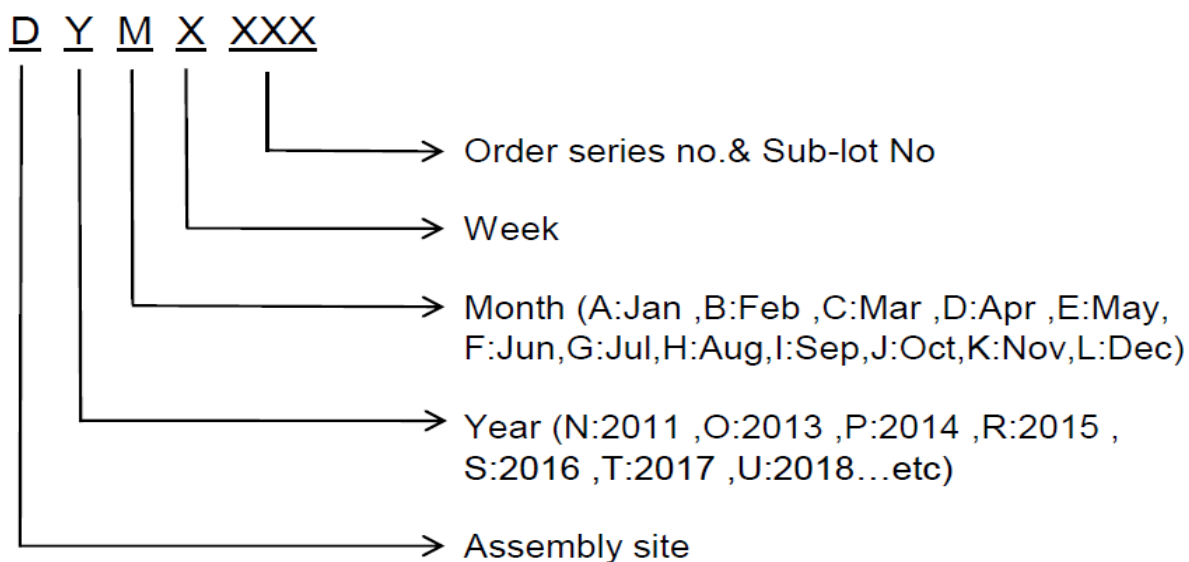 D Y M X XXX
Order series no.& Sub-lot No
Week
Month (A:Jan ,B:Feb ,C:Mar ,D:Apr ,E:May,
F:Jun,G:Jul,H:Aug,I:Sep,J:Oct,K:Nov,L:Dec)
Year (N:2011 ,O:2013 ,P:2014 ,R:2015 ,
S:2016 ,T:2017 ,U:2018...etc)
Assembly site